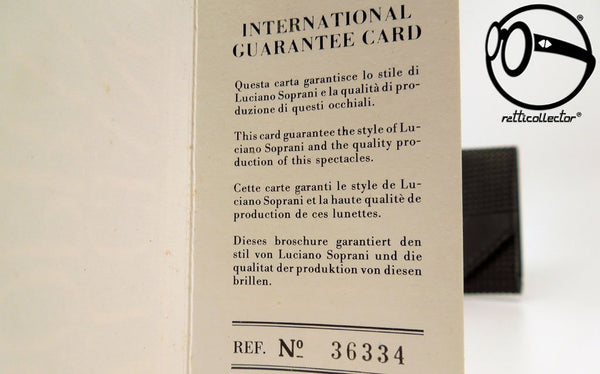 INTERNATIONAL
GUARANTEE CARD
Questa carta garantisce lo stile di
Luciano Soprani e la qualità di pro-
duzione di questi occhiali.
This card guarantee the style of Lu-
ciano Soprani and the quality pro-
duction of this spectacles.
Cette carte garanti le style de Lu-
ciano Soprani et la haute qualitè de
production de ces lunettes.
Dieses broschure garantiert den
stil von Luciano Soprani und die
qualitat der produktion von diesen
brillen.
REF. Nº 36334
retticollector®